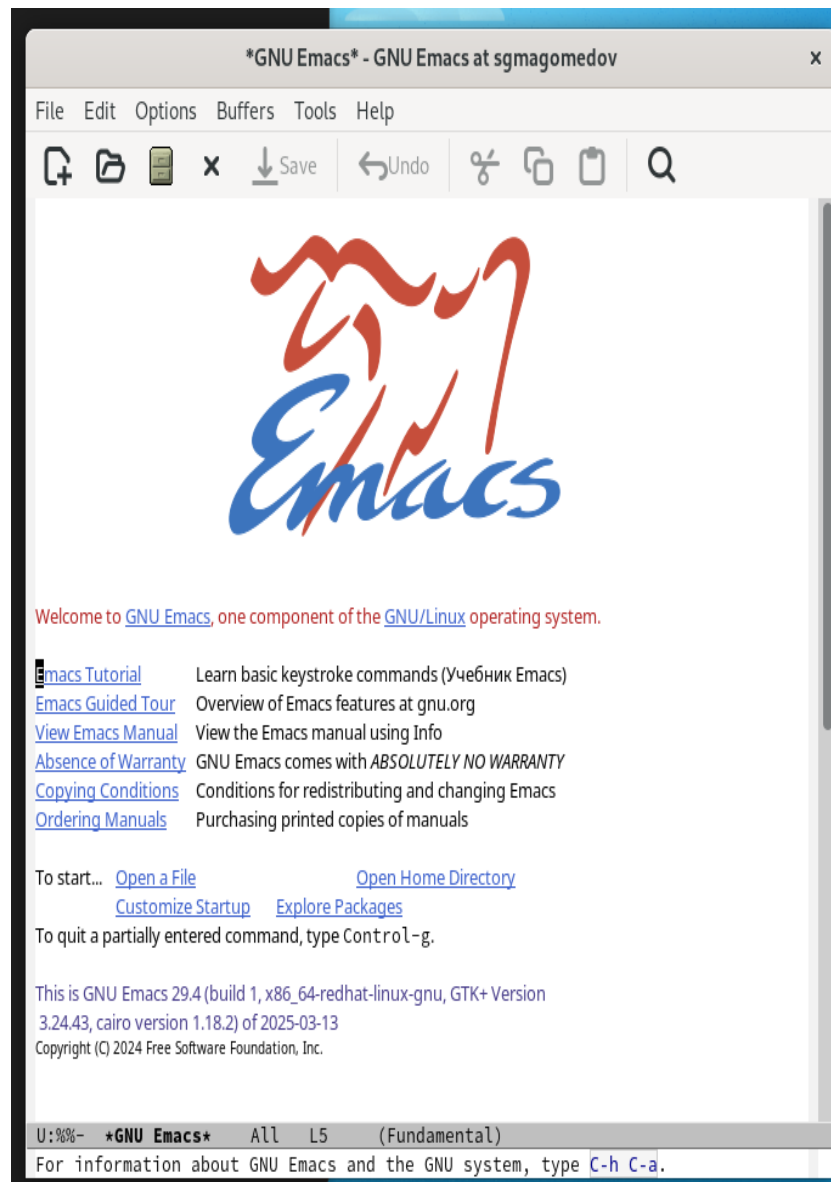 *GNU Emacs* - GNU Emacs at sgmagomedov
File Edit Options Buffers Tools Help
Save Undo
Emacs
Welcome to GNU Emacs, one component of the GNU/Linux operating system.
Emacs Tutorial Learn basic keystroke commands (Учебник Emacs)
Emacs Guided Tour Overview of Emacs features at gnu.org
View Emacs Manual View the Emacs manual using Info
Absence of Warranty GNU Emacs comes with ABSOLUTELY NO WARRANTY
Copying Conditions Conditions for redistributing and changing Emacs
Ordering Manuals Purchasing printed copies of manuals
To start... Open a File Open Home Directory
Customize Startup Explore Packages
To quit a partially entered command, type Control-g.
This is GNU Emacs 29.4 (build 1, x86_64-redhat-linux-gnu, GTK+ Version
3.24.43, cairo version 1.18.2) of 2025-03-13
Copyright (C) 2024 Free Software Foundation, Inc.
U:%%- *GNU Emacs* All L5 (Fundamental)
For information about GNU Emacs and the GNU system, type C-h C-a.